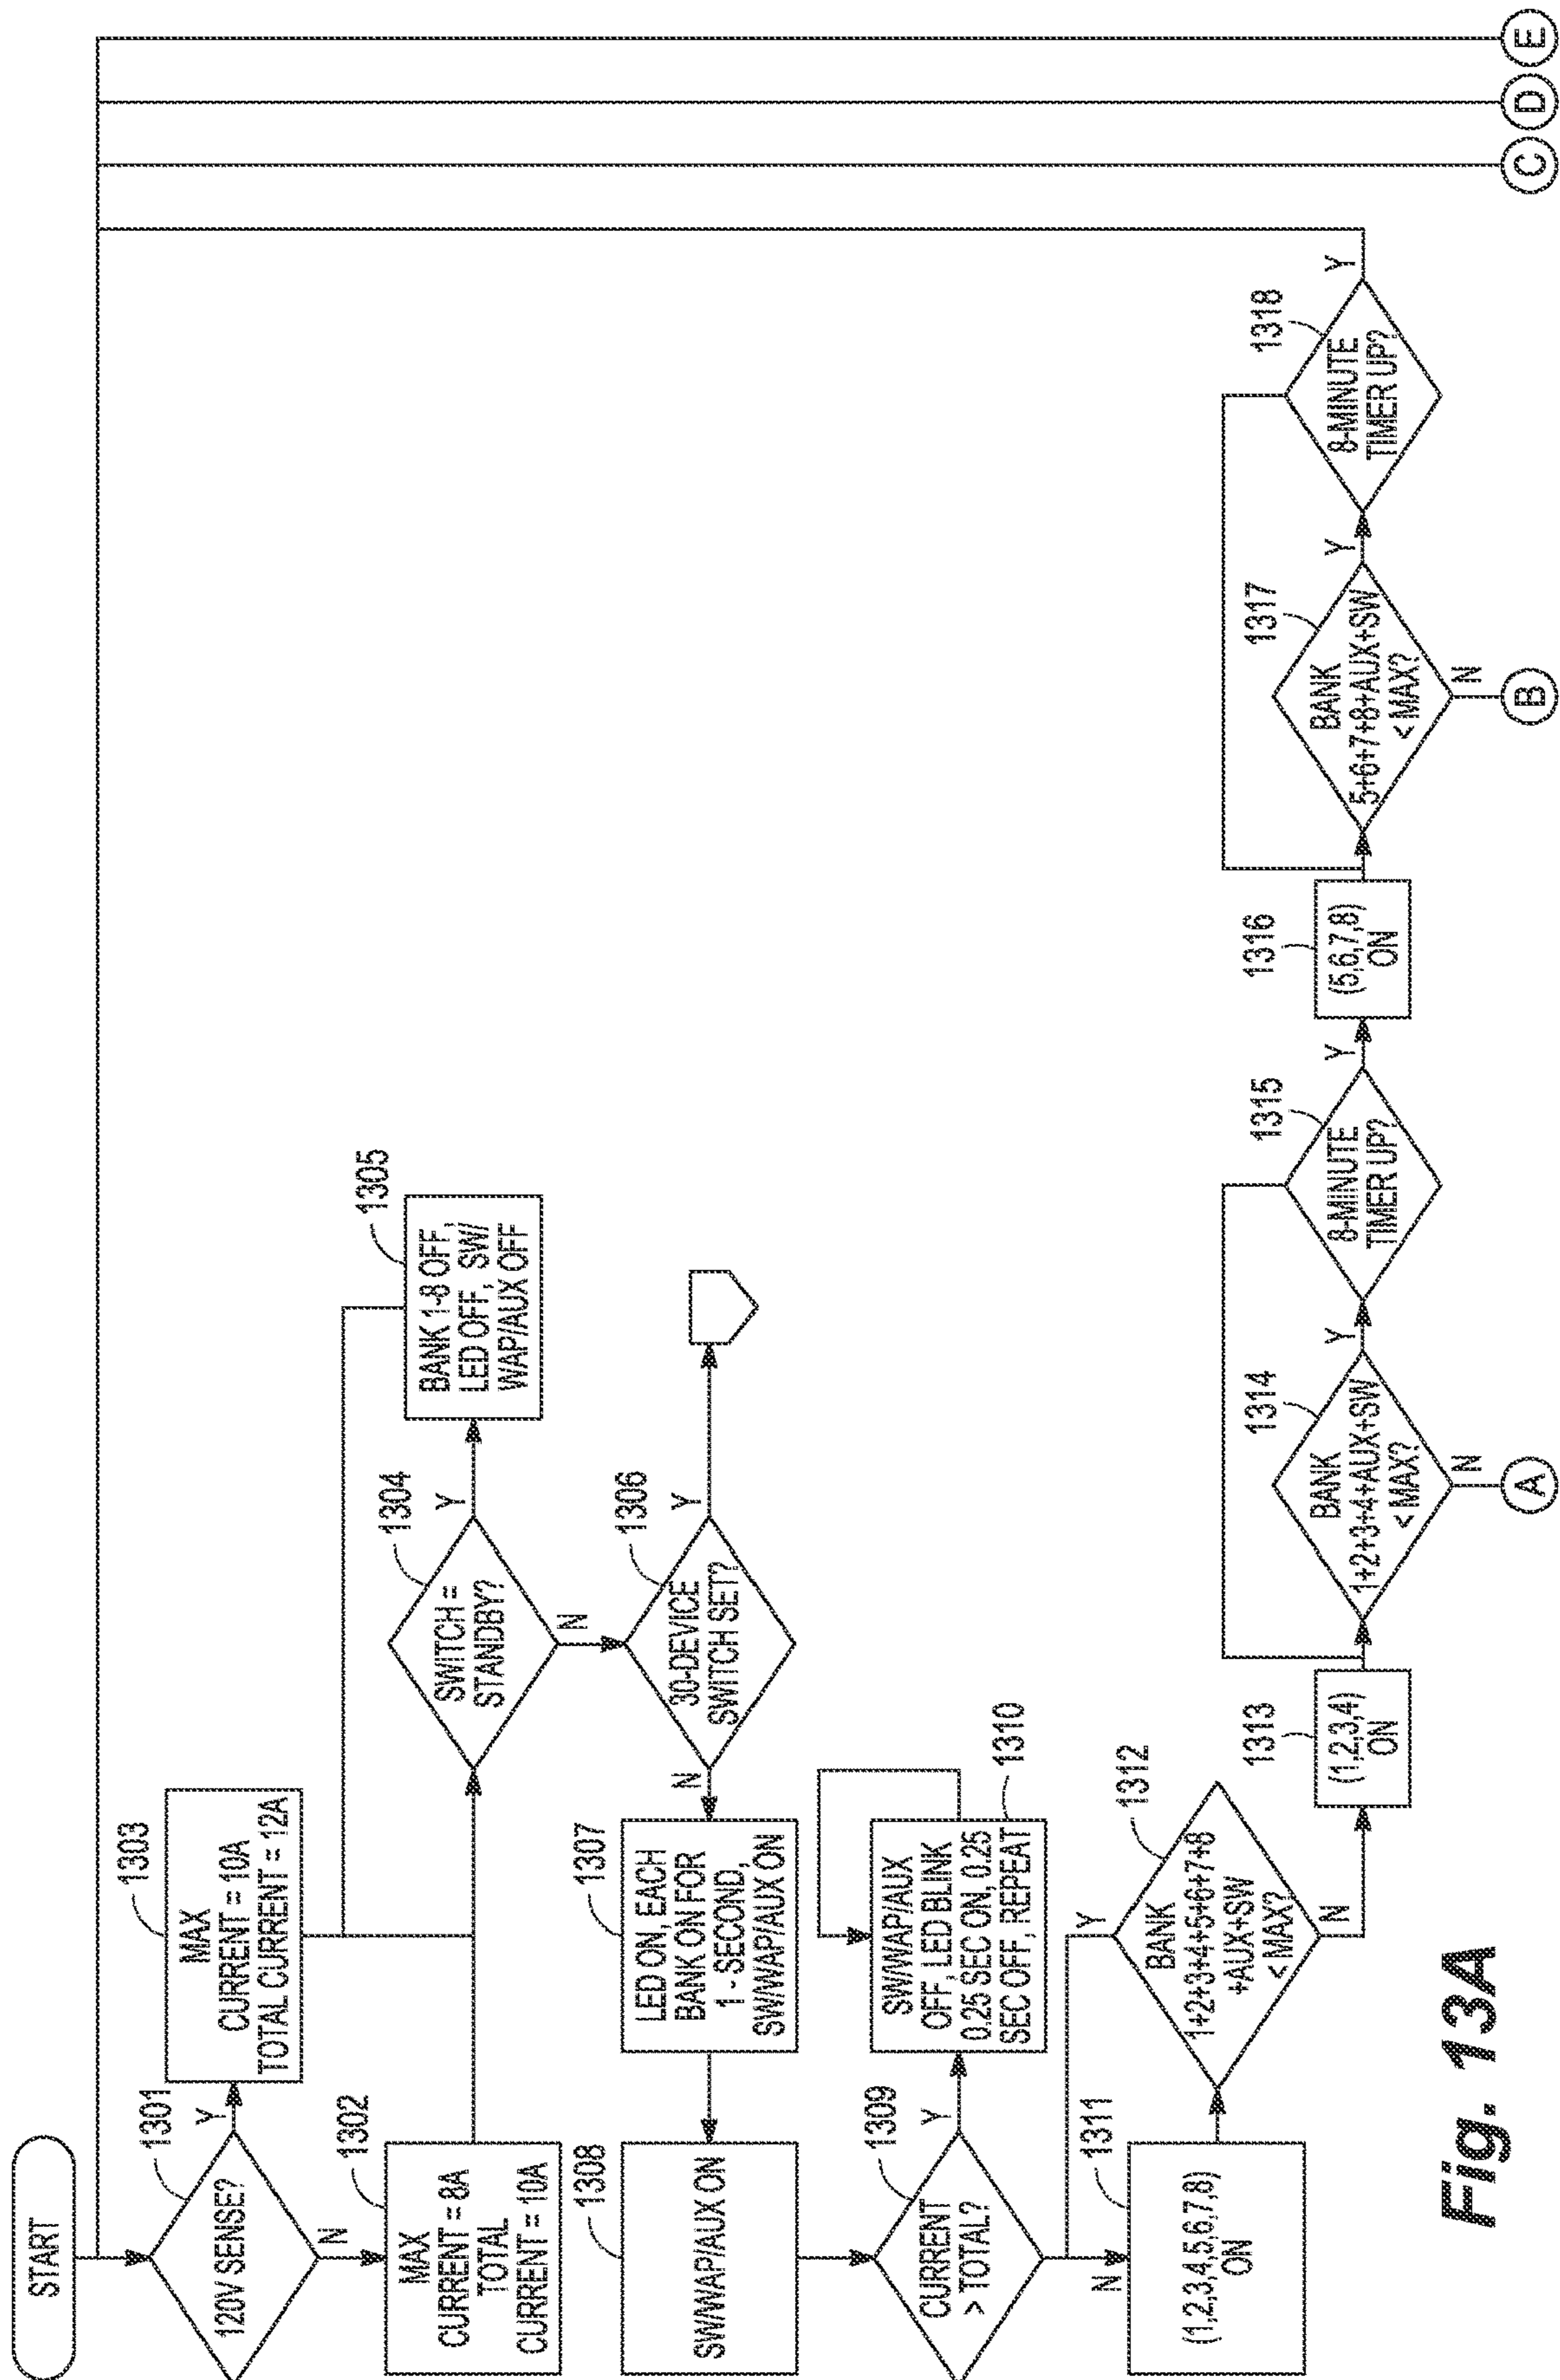 START
1301
120V SENSE?
Y
N
1303
MAX
CURRENT = 10A
TOTAL CURRENT = 12A
1302
MAX
CURRENT = 8A
TOTAL
CURRENT = 10A
1304
SWITCH =
STANDBY?
Y
N
1305
BANK 1-8 OFF,
LED OFF, SW/
WAP/AUX OFF
1306
30-DEVICE
SWITCH SET?
Y
N
1307
LED ON, EACH
BANK ON FOR
1 - SECOND,
SW/WAP/AUX ON
1308
SW/WAP/AUX ON
1309
CURRENT
> TOTAL?
Y
N
1310
SW/WAP/AUX
OFF, LED BLINK
0.25 SEC ON, 0.25
SEC OFF, REPEAT
1311
(1,2,3,4,5,6,7,8)
ON
1312
BANK
1+2+3+4+5+6+7+8
+AUX+SW
< MAX?
Y
N
1313
(1,2,3,4)
ON
1314
BANK
1+2+3+4+AUX+SW
< MAX?
Y
N
A
1315
8-MINUTE
TIMER UP?
Y
1316
(5,6,7,8)
ON
1317
BANK
5+6+7+8+AUX+SW
< MAX?
Y
N
B
1318
8-MINUTE
TIMER UP?
Y
C
D
E
Fig. 13A